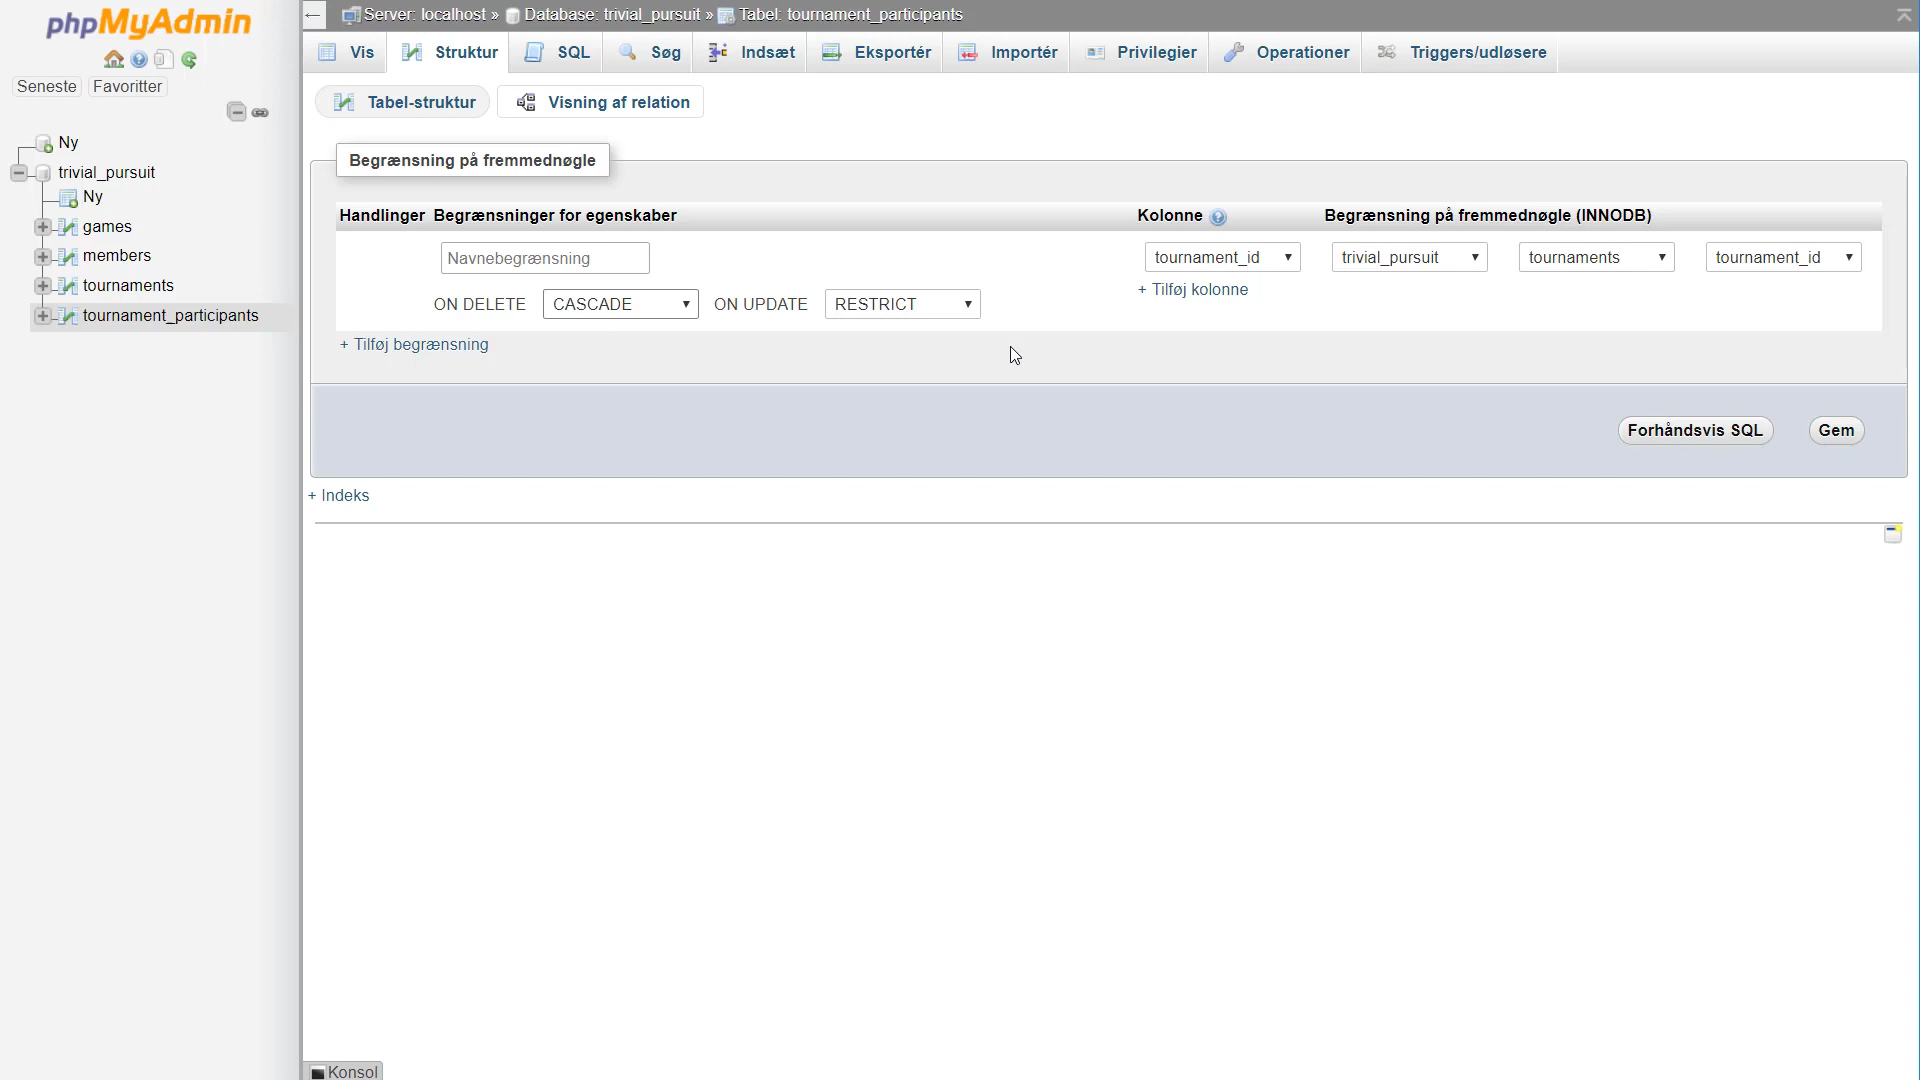 phpMyAdmin
Seneste Favoritter
Ny
trivial_pursuit
Ny
games
members
tournaments
tournament_participants
Server: localhost » Database: trivial_pursuit » Tabel: tournament_participants
Vis Struktur SQL Søg Indsæt Eksportér Importér Privilegier Operationer Triggers/udløsere
Tabel-struktur Visning af relation
Begrænsning på fremmednøgle
Handlinger Begrænsninger for egenskaber Kolonne Begrænsning på fremmednøgle (INNODB)
Navnebegrænsning tournament_id trivial_pursuit tournaments tournament_id
+ Tilføj kolonne
ON DELETE CASCADE ON UPDATE RESTRICT
+ Tilføj begrænsning
Forhåndsvis SQL Gem
+ Indeks
Konsol